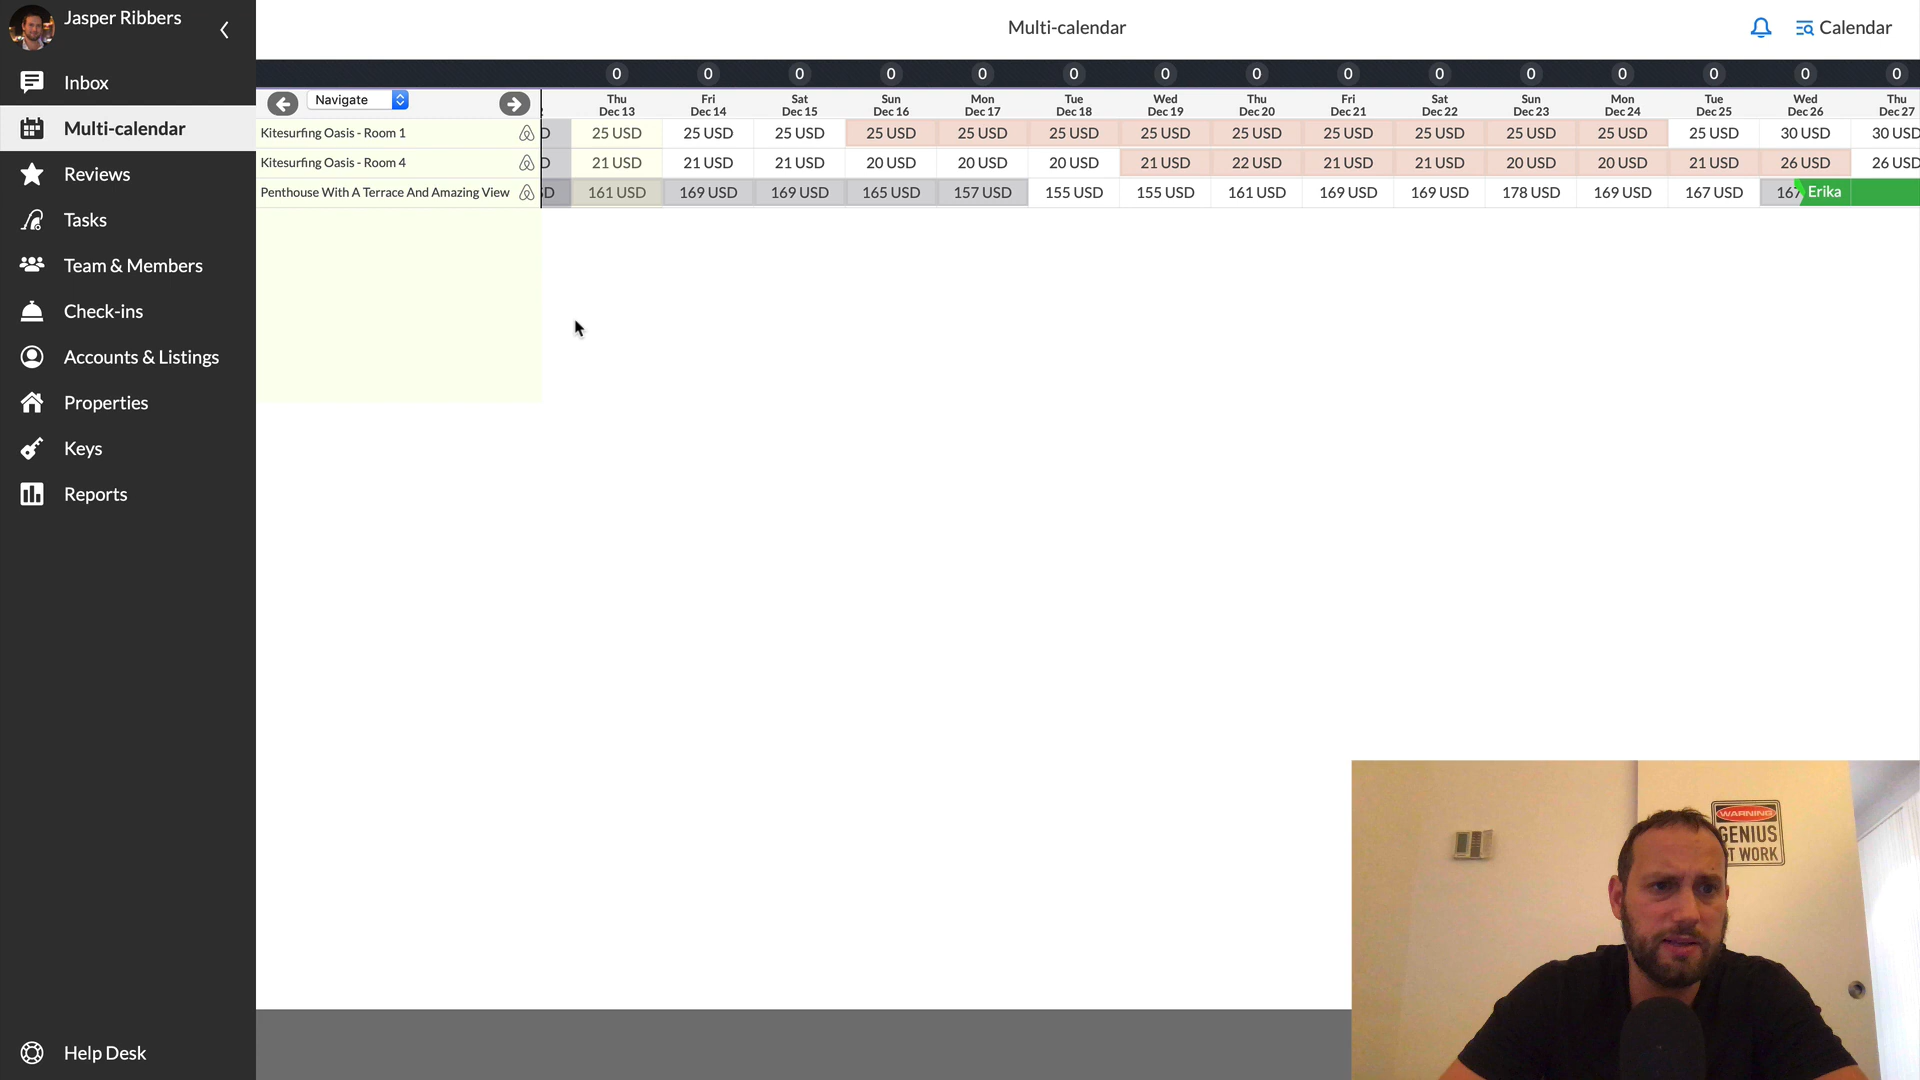 Jasper Ribbers
Inbox
Multi-calendar
Reviews
Tasks
Team & Members
Check-ins
Accounts & Listings
Properties
Keys
Reports
Help Desk
Multi-calendar
Calendar
0 0 0 0 0 0 0 0 0 0 0 0 0 0 0
Navigate
Thu Fri Sat Sun Mon Tue Wed Thu Fri Sat Sun Mon Tue Wed Thu
Dec 13 Dec 14 Dec 15 Dec 16 Dec 17 Dec 18 Dec 19 Dec 20 Dec 21 Dec 22 Dec 23 Dec 24 Dec 25 Dec 26 Dec 27
Kitesurfing Oasis - Room 1 D 25 USD 25 USD 25 USD 25 USD 25 USD 25 USD 25 USD 25 USD 25 USD 25 USD 25 USD 25 USD 25 USD 30 USD 30 USD
Kitesurfing Oasis - Room 4 D 21 USD 21 USD 21 USD 20 USD 20 USD 20 USD 21 USD 22 USD 21 USD 21 USD 20 USD 20 USD 21 USD 26 USD 26 USD
Penthouse With A Terrace And Amazing View SD 161 USD 169 USD 169 USD 165 USD 157 USD 155 USD 155 USD 161 USD 169 USD 169 USD 178 USD 169 USD 167 USD 167 Erika
WARNING
GENIUS
T WORK